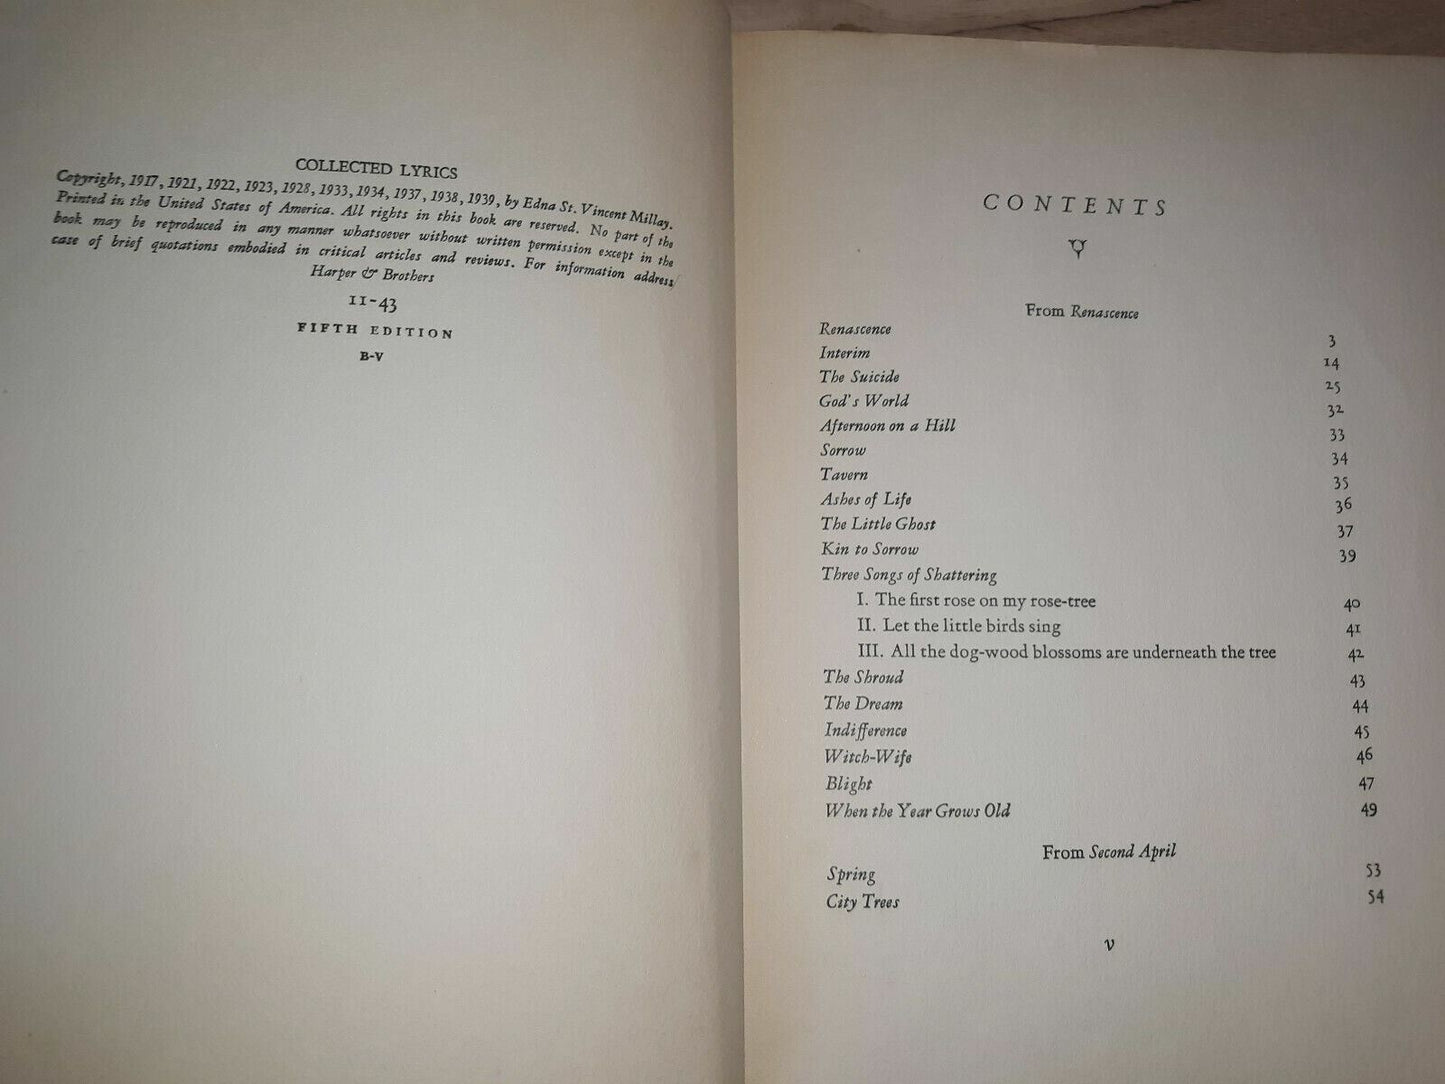 COLLECTED LYRICS
Copyright, 1917, 1921, 1922, 1923, 1928, 1933, 1934, 1937, 1938, 1939, by Edna St. Vincent Millay.
Printed in the United States of America. All rights in this book are reserved. No part of the
book may be reproduced in any manner whatsoever without written permission except in the
case of brief quotations embodied in critical articles and reviews. For information address
Harper & Brothers
11-43
FIFTH EDITION
B-V
CONTENTS
From Renascence
Renascence 3
Interim 14
The Suicide 25
God's World 32
Afternoon on a Hill 33
Sorrow 34
Tavern 35
Ashes of Life 36
The Little Ghost 37
Kin to Sorrow 39
Three Songs of Shattering
I. The first rose on my rose-tree 40
II. Let the little birds sing 41
III. All the dog-wood blossoms are underneath the tree 42
The Shroud 43
The Dream 44
Indifference 45
Witch-Wife 46
Blight 47
When the Year Grows Old 49
From Second April
Spring 53
City Trees 54
v